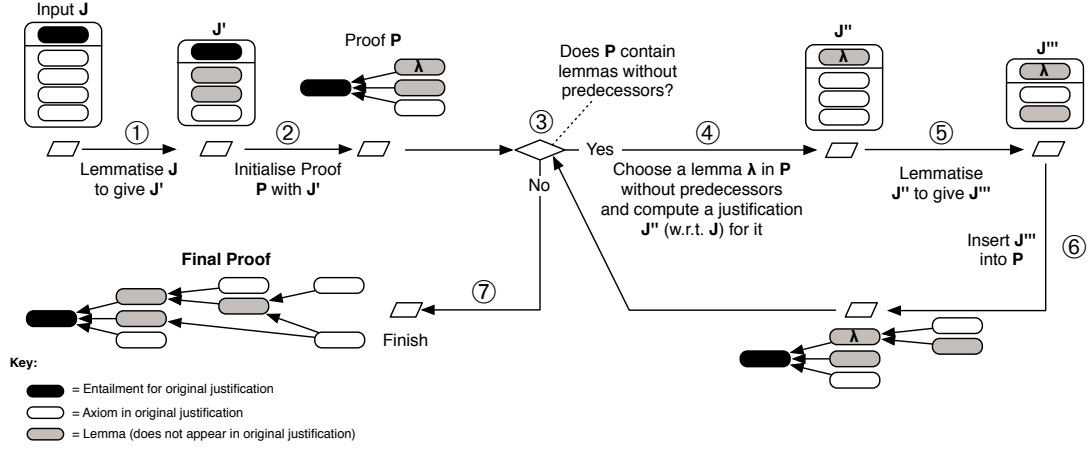 Input J
J'
Proof P
λ
Does P contain
lemmas without
predecessors?
J''
λ
J'''
λ
①
Lemmatise J
to give J'
②
Initialise Proof
P with J'
③
Yes
No
④
Choose a lemma λ in P
without predecessors
and compute a justification
J'' (w.r.t. J) for it
⑤
Lemmatise
J'' to give J'''
Insert J'''
into P
⑥
λ
Final Proof
⑦
Finish
Key:
= Entailment for original justification
= Axiom in original justification
= Lemma (does not appear in original justification)